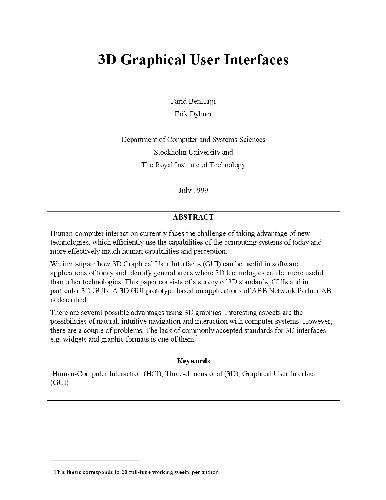 3D Graphical User Interfaces
Farid
Erik
Department of Computer and Systems Sciences
Stockholm University and
The Royal Institute of Technology
July 1999
ABSTRACT
Human-computer interaction currently faces the challenge of taking advantage of new
technologies, which efficiently use the capabilities of the computing systems of today and
more effectively match human capabilities and perception.
We investigate how 3D Graphical User Interfaces (GUI) can be useful in software
applications of today and identify general areas where 3D technologies can be more useful
than other technologies. This paper consists of a survey of 3D standards, GUIs and in
particular 3D GUIs. A 3D GUI prototype based on applications of ABB Network Partner AB
is described.
There are several possible advantages using 3D graphics. Interesting aspects are the
possibilities of natural, intuitive navigation and interaction with computer systems. However,
there are a couple of problems. The lack of commonly accepted standards for 3D interfaces
e.g. widgets and graphic formats is one of them.
Keywords
Human-Computer Interaction (HCI), Three-dimensional (3D), Graphical User Interface
(GUI)
This thesis corresponds to 20 full-time working weeks per author